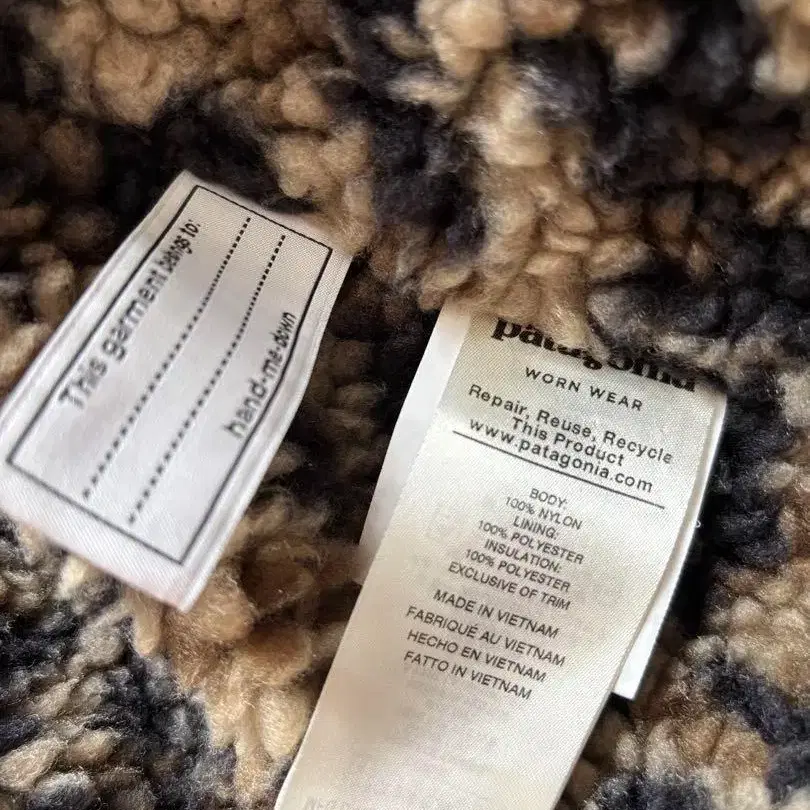 This garment belongs to:
hand-me-down
patagonia
WORN WEAR
Repair, Reuse, Recycle
This Product
www.patagonia.com
BODY:
100% NYLON
LINING:
100% POLYESTER
INSULATION:
100% POLYESTER
EXCLUSIVE OF TRIM
MADE IN VIETNAM
FABRIQUÉ AU VIETNAM
HECHO EN VIETNAM
FATTO IN VIETNAM